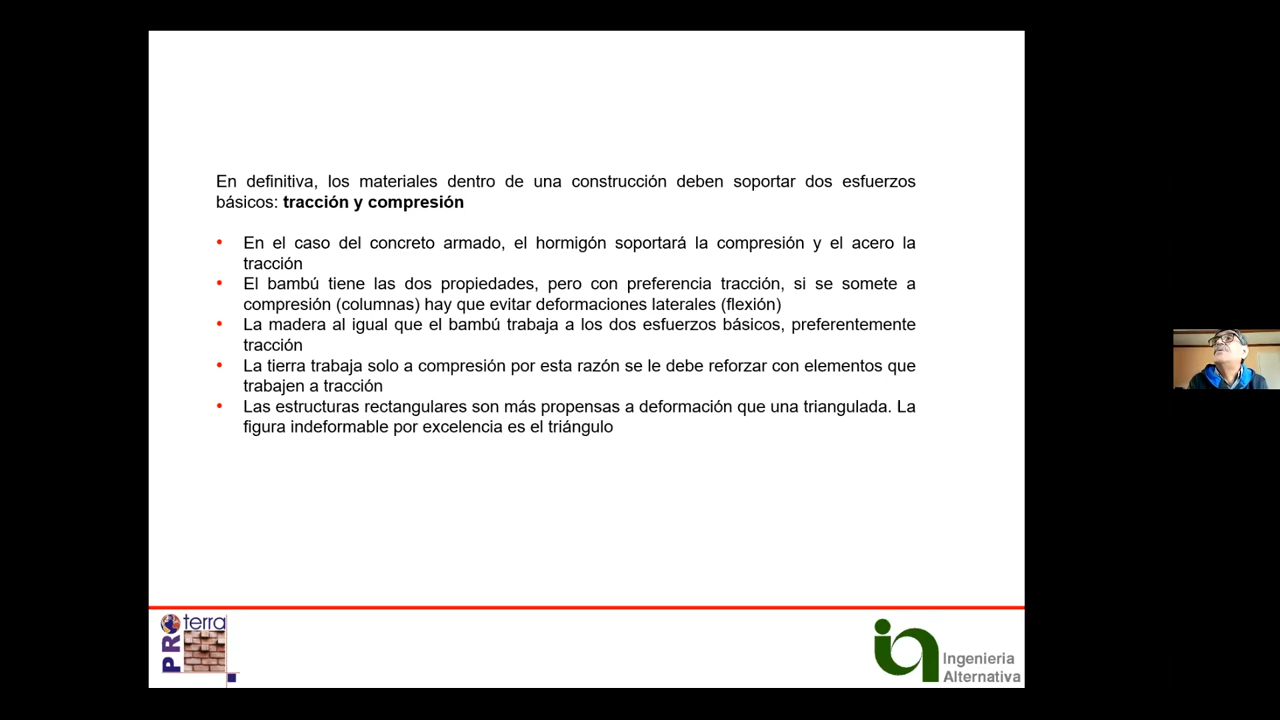 En definitiva, los materiales dentro de una construcción deben soportar dos esfuerzos
básicos: tracción y compresión
• En el caso del concreto armado, el hormigón soportará la compresión y el acero la
tracción
• El bambú tiene las dos propiedades, pero con preferencia tracción, si se somete a
compresión (columnas) hay que evitar deformaciones laterales (flexión)
• La madera al igual que el bambú trabaja a los dos esfuerzos básicos, preferentemente
tracción
• La tierra trabaja solo a compresión por esta razón se le debe reforzar con elementos que
trabajen a tracción
• Las estructuras rectangulares son más propensas a deformación que una triangulada. La
figura indeformable por excelencia es el triángulo
PROterra
ia
Ingenieria
Alternativa